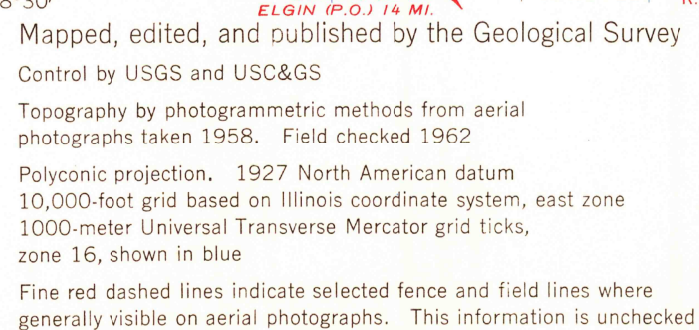 ELGIN (P.O.) 14 MI.
Mapped, edited, and published by the Geological Survey
Control by USGS and USC&GS
Topography by photogrammetric methods from aerial
photographs taken 1958. Field checked 1962
Polyconic projection. 1927 North American datum
10,000-foot grid based on Illinois coordinate system, east zone
1000-meter Universal Transverse Mercator grid ticks,
zone 16, shown in blue
Fine red dashed lines indicate selected fence and field lines where
generally visible on aerial photographs. This information is unchecked